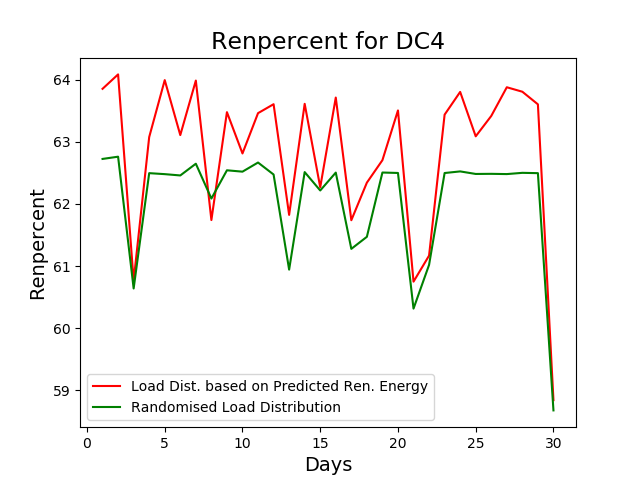 Renpercent for DC4
Renpercent
64
63
62
61
60
59
Load Dist. based on Predicted Ren. Energy
Randomised Load Distribution
0 5 10 15 20 25 30
Days